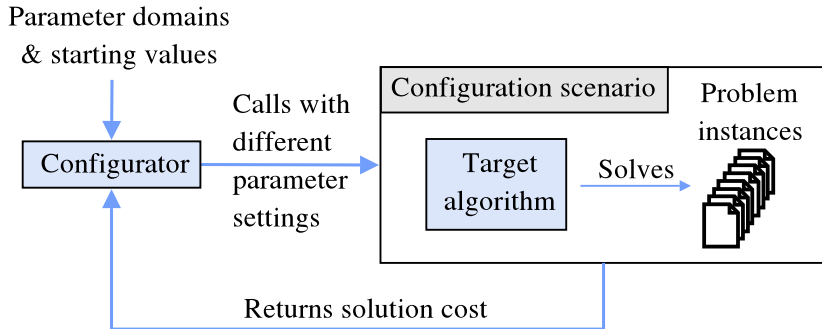 Parameter domains
& starting values
Configurator
Calls with
different
parameter
settings
Configuration scenario
Target
algorithm
Solves
Problem
instances
Returns solution cost